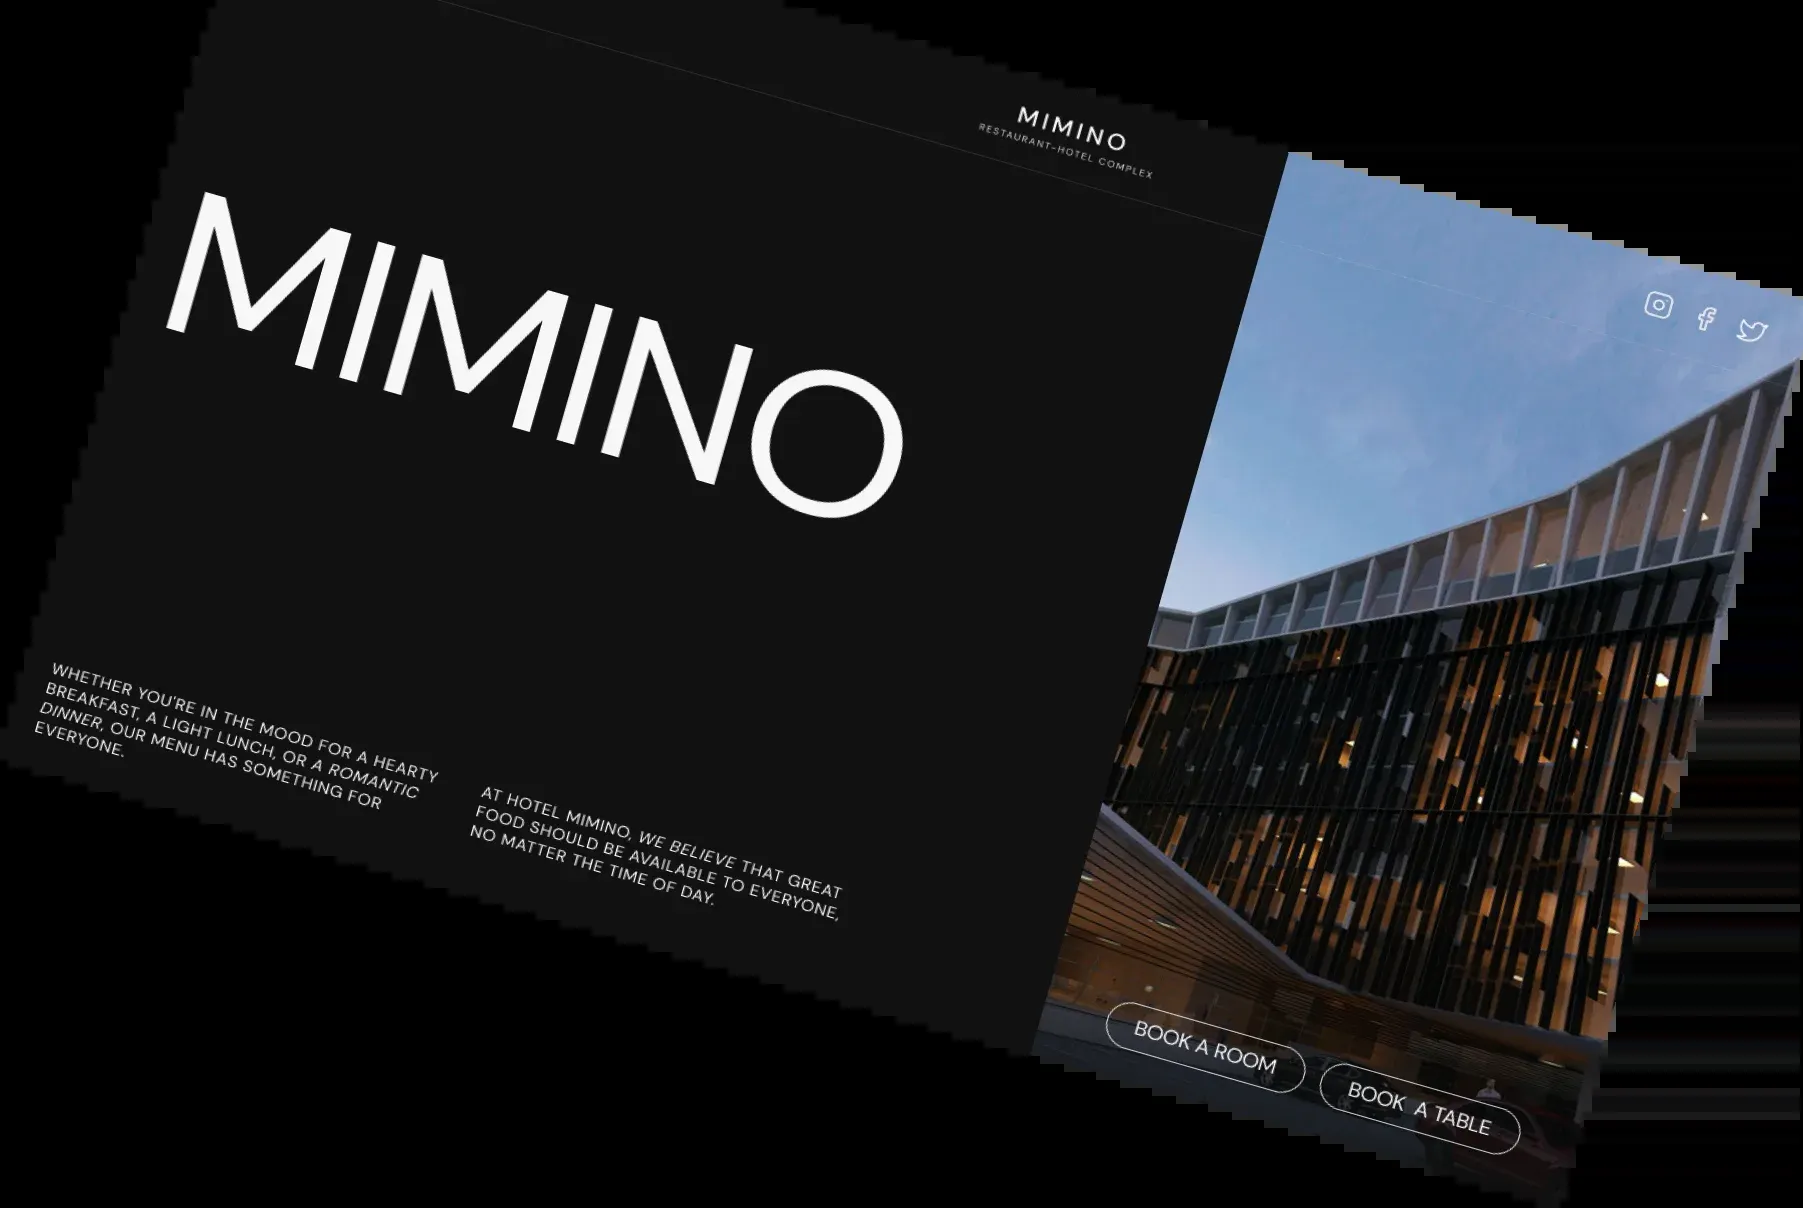 MIMINO
RESTAURANT-HOTEL COMPLEX
MIMINO
WHETHER YOU'RE IN THE MOOD FOR A HEARTY
BREAKFAST, A LIGHT LUNCH, OR A ROMANTIC
DINNER, OUR MENU HAS SOMETHING FOR
EVERYONE.
AT HOTEL MIMINO, WE BELIEVE THAT GREAT
FOOD SHOULD BE AVAILABLE TO EVERYONE,
NO MATTER THE TIME OF DAY.
BOOK A ROOM
BOOK A TABLE